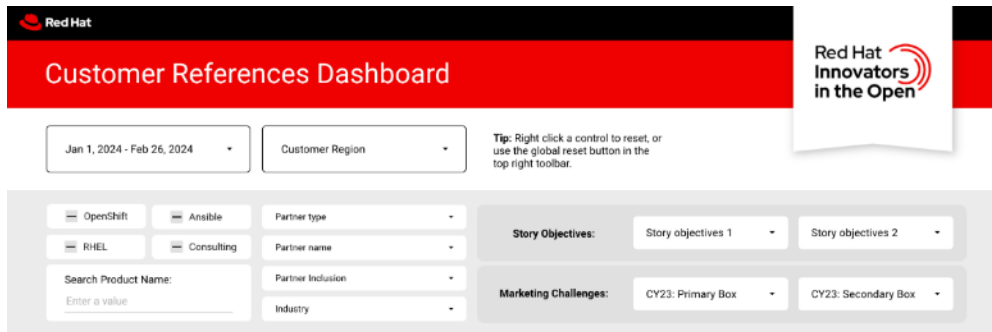 Red Hat
Customer References Dashboard
Red Hat
Innovators
in the Open
Jan 1, 2024 - Feb 26, 2024
Customer Region
Tip: Right click a control to reset, or
use the global reset button in the
top right toolbar.
OpenShift
Ansible
RHEL
Consulting
Search Product Name:
Enter a value
Partner type
Partner name
Partner Inclusion
Industry
Story Objectives:
Story objectives 1
Story objectives 2
Marketing Challenges:
CY23: Primary Box
CY23: Secondary Box